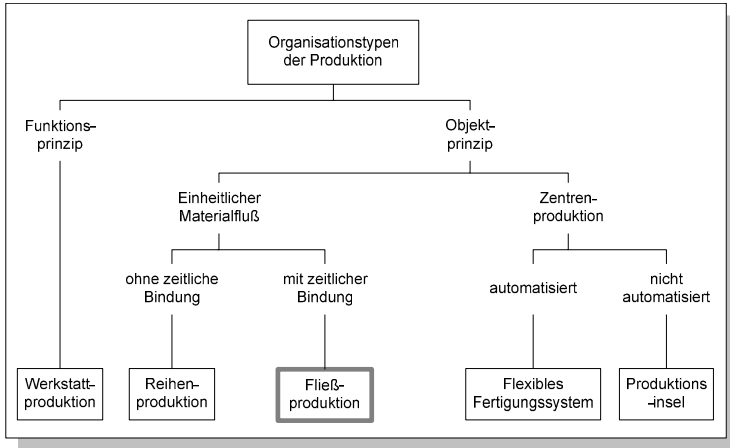 Organisationstypen
der Produktion
Funktions-
prinzip
Objekt-
prinzip
Einheitlicher
Materialfluß
Zentren-
produktion
ohne zeitliche
Bindung
mit zeitlicher
Bindung
automatisiert
nicht
automatisiert
Werkstatt-
produktion
Reihen-
produktion
Fließ-
produktion
Flexibles
Fertigungssystem
Produktions
-insel